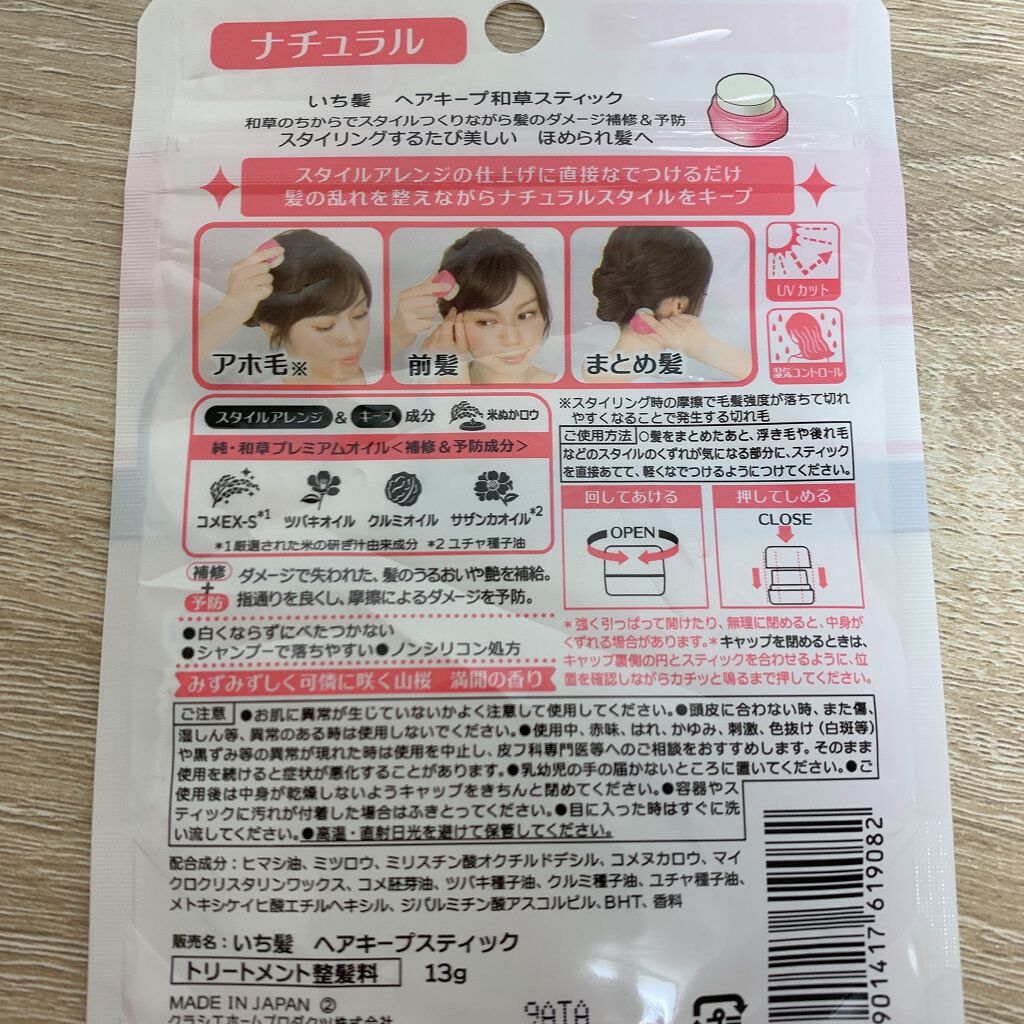 ナチュラル
いち髪 ヘアキープ和草スティック
和草のちからでスタイルつくりながら髪のダメージ補修＆予防
スタイリングするたび美しい ほめられ髪へ
スタイルアレンジの仕上げに直接なでつけるだけ
髪の乱れを整えながらナチュラルスタイルをキープ
アホ毛※
前髪
まとめ髪
UVカット
湿気コントロール
スタイルアレンジ ＆ キープ 成分 米ぬかロウ
純・和草プレミアムオイル＜補修＆予防成分＞
コメEX-S*1 ツバキオイル クルミオイル サザンカオイル*2
*1厳選された米の研ぎ汁由来成分 *2 ユチャ種子油
補修＋予防
ダメージで失われた、髪のうるおいや艶を補給。
指通りを良くし、摩擦によるダメージを予防。
●白くならずにべたつかない
●シャンプーで落ちやすい●ノンシリコン処方
みずみずしく可憐に咲く山桜 満開の香り
※スタイリング時の摩擦で毛髪強度が落ちて切れ
やすくなることで発生する切れ毛
ご使用方法 ○髪をまとめたあと、浮き毛や後れ毛
などのスタイルのくずれが気になる部分に、スティック
を直接あてて、軽くなでつけるようにつけてください。
回してあける
OPEN
押してしめる
CLOSE
＊強く引っぱって開けたり、無理に閉めると、中身が
くずれる場合があります。＊キャップを閉めるときは、
キャップ裏側の円とスティックを合わせるように、位
置を確認しながらカチッと鳴るまで押してください。
ご注意 ●お肌に異常が生じていないかよく注意して使用してください。●頭皮に合わない時、また傷、
湿しん等、異常のある時は使用しないでください。●使用中、赤味、はれ、かゆみ、刺激、色抜け（白斑等）
や黒ずみ等の異常が現れた時は使用を中止し、皮フ科専門医等へのご相談をおすすめします。そのまま
使用を続けると症状が悪化することがあります。●乳幼児の手の届かないところに置いてください。●ご
使用後は中身が乾燥しないようキャップをきちんと閉めてください。●容器やス
ティックに汚れが付着した場合はふきとってください。●目に入った時はすぐに洗
い流してください。●高温・直射日光を避けて保管してください。
配合成分：ヒマシ油、ミツロウ、ミリスチン酸オクチルドデシル、コメヌカロウ、マイ
クロクリスタリンワックス、コメ胚芽油、ツバキ種子油、クルミ種子油、ユチャ種子油、
メトキシケイヒ酸エチルヘキシル、ジパルミチン酸アスコルビル、BHT、香料
販売名：いち髪 ヘアキープスティック
トリートメント整髪料 13g
MADE IN JAPAN ②
クラシエホームプロダクツ株式会社
9ATA
プラ
901417 619082